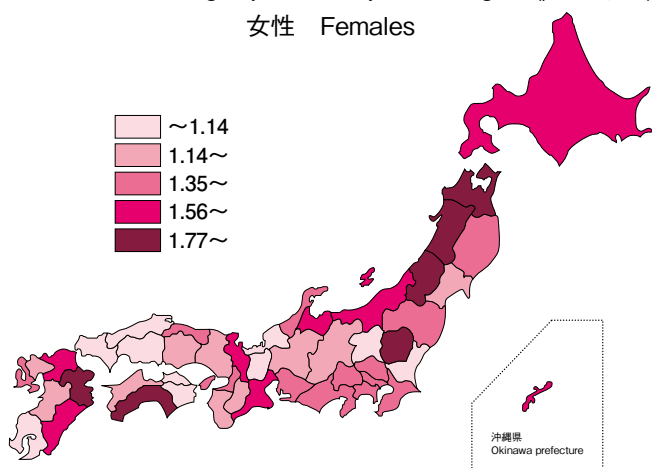 女性 Females
～1.14
1.14～
1.35～
1.56～
1.77～
沖縄県
Okinawa prefecture